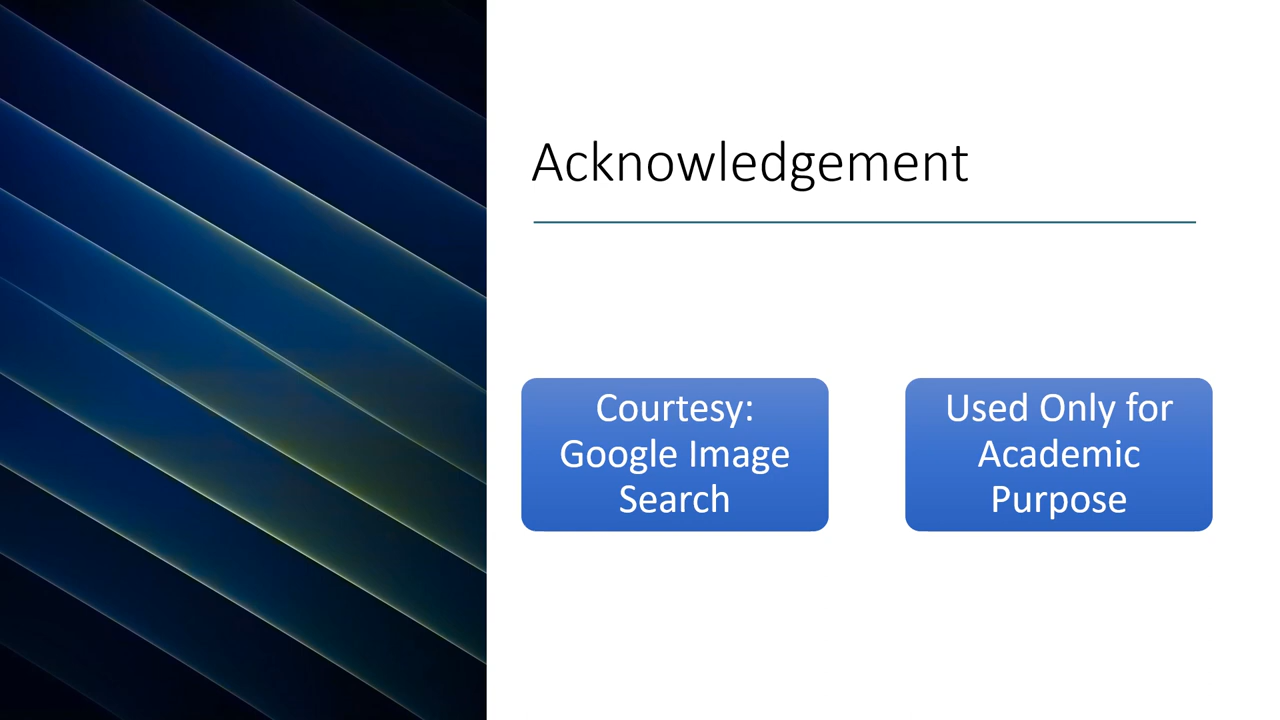 Acknowledgement
Courtesy:
Google Image
Search
Used Only for
Academic
Purpose